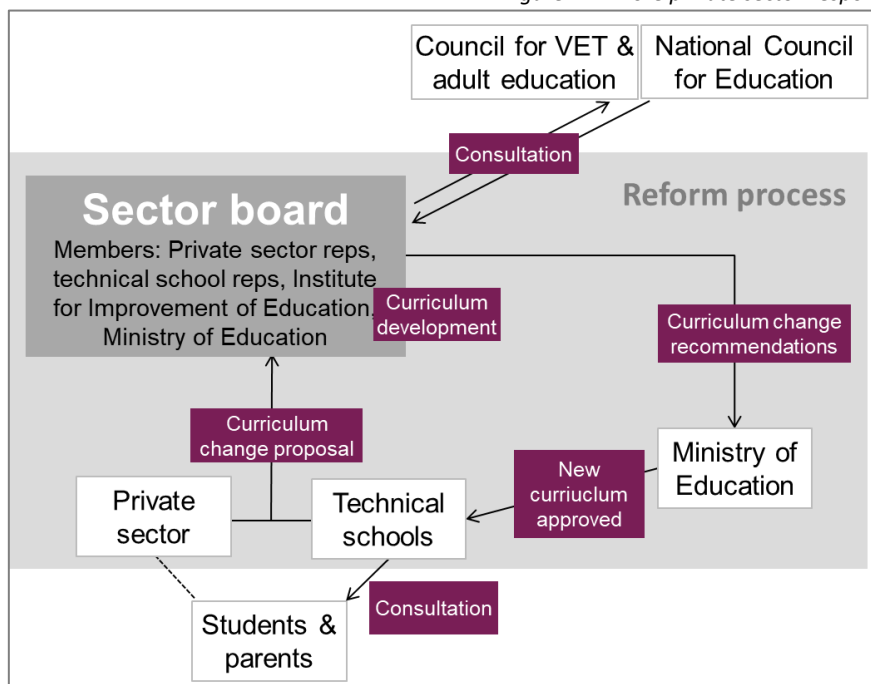 Council for VET &
adult education
National Council
for Education
Consultation
Reform process
Sector board
Members: Private sector reps,
technical school reps, Institute
for Improvement of Education,
Ministry of Education
Curriculum
development
Curriculum change
recommendations
Curriculum
change proposal
Ministry of
Education
New
curriuclum
approved
Private
sector
Technical
schools
Consultation
Students &
parents